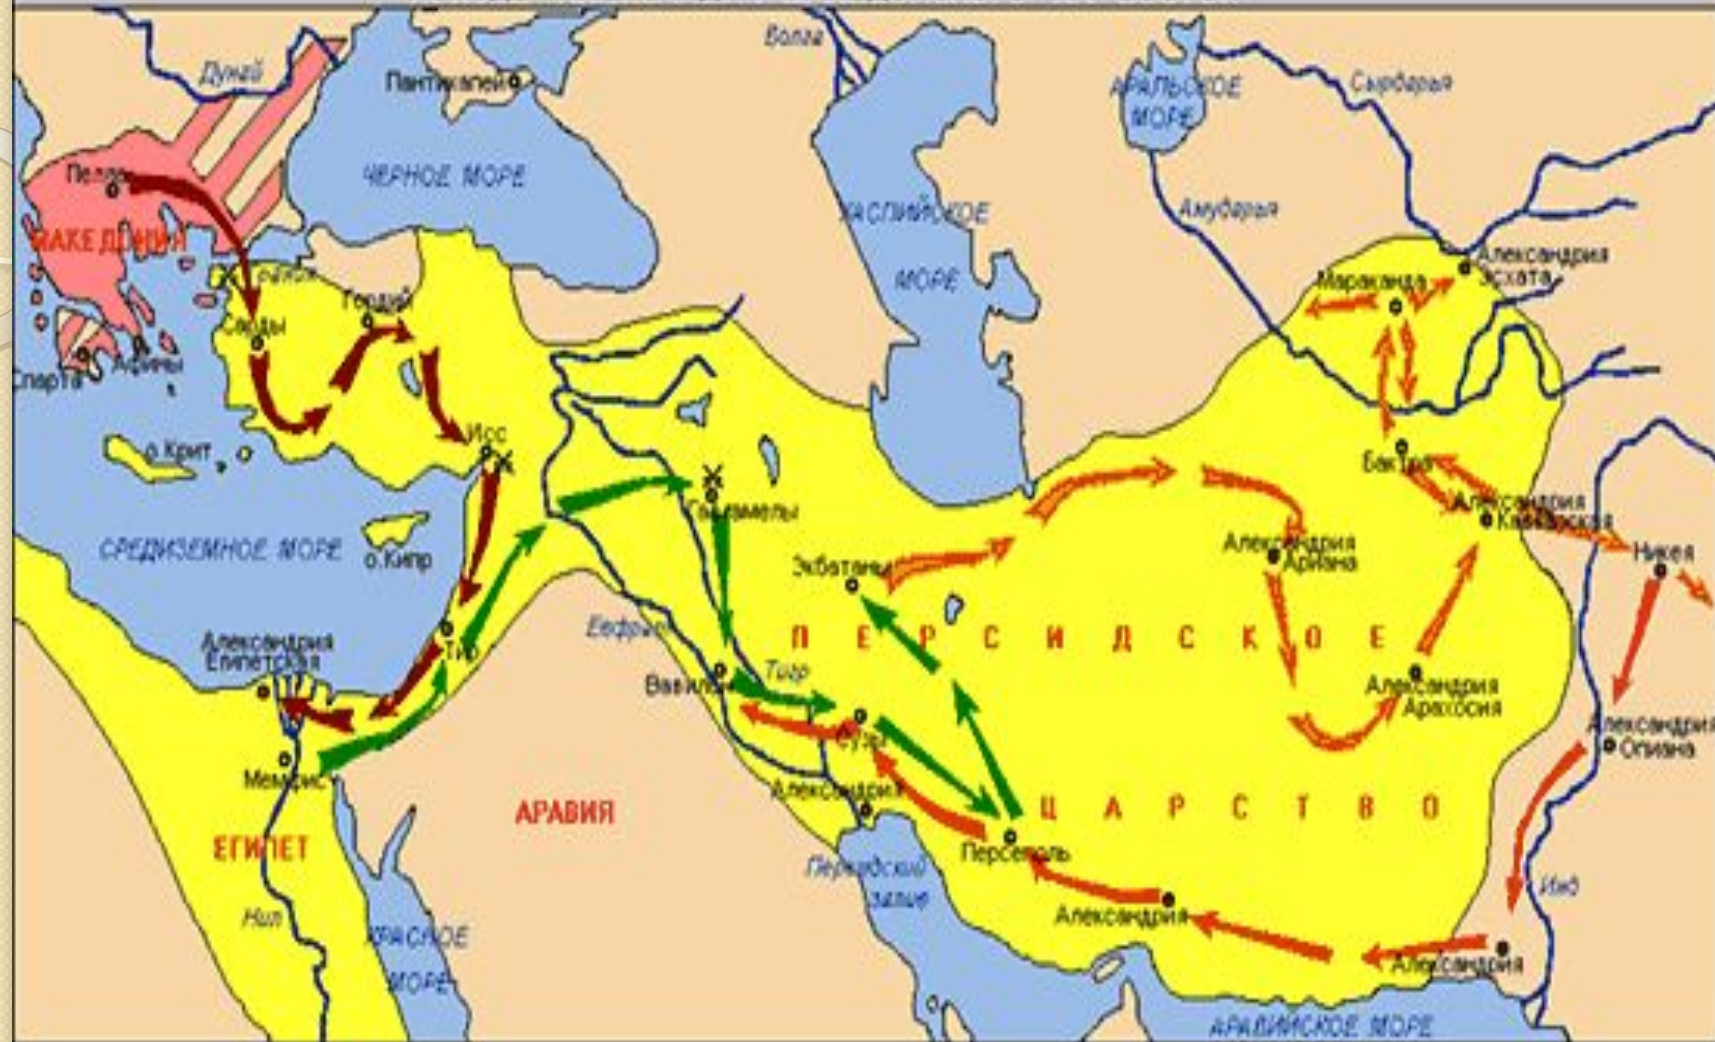 Дунай
Волга
Пантикапей
АРАЛЬСКОЕ
МОРЕ
Сырдарья
Пелла
ЧЕРНОЕ МОРЕ
КАСПИЙСКОЕ
МОРЕ
Амударья
МАКЕДОНИЯ
Александрия
Эсхата
Мараканда
Гордий
Сарды
Спарта
Афины
Исс
о.Крит
Бактра
Александрия
Кавказская
Гавгамелы
СРЕДИЗЕМНОЕ МОРЕ
о.Кипр
Экбатаны
Александрия
Ариана
Никея
Александрия
Египетская
Тир
Евфрат
ПЕРСИДСКОЕ
Вавилон
Тигр
Александрия
Арахосия
Сузы
Александрия
Опиана
Мемфис
Александрия
АРАВИЯ
ЦАРСТВО
ЕГИПЕТ
Персеполь
Персидский
залив
Инд
Нил
Александрия
КРАСНОЕ
МОРЕ
Александрия
АРАВИЙСКОЕ МОРЕ